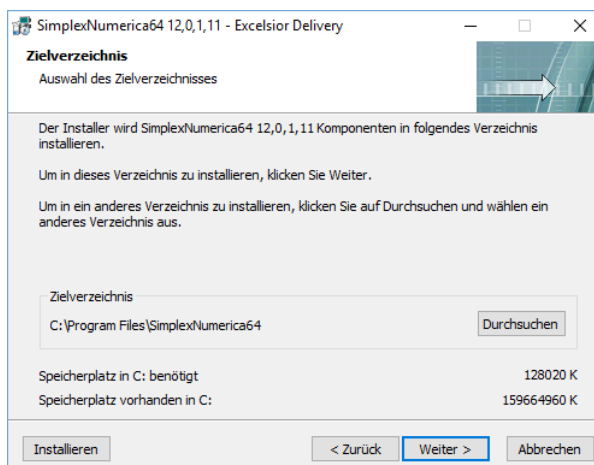 SimplexNumerica64 12,0,1,11 - Excelsior Delivery
Zielverzeichnis
Auswahl des Zielverzeichnisses
Der Installer wird SimplexNumerica64 12,0,1,11 Komponenten in folgendes Verzeichnis
installieren.
Um in dieses Verzeichnis zu installieren, klicken Sie Weiter.
Um in ein anderes Verzeichnis zu installieren, klicken Sie auf Durchsuchen und wählen ein
anderes Verzeichnis aus.
Zielverzeichnis
C:\Program Files\SimplexNumerica64 Durchsuchen
Speicherplatz in C: benötigt 128020 K
Speicherplatz vorhanden in C: 159664960 K
Installieren < Zurück Weiter > Abbrechen